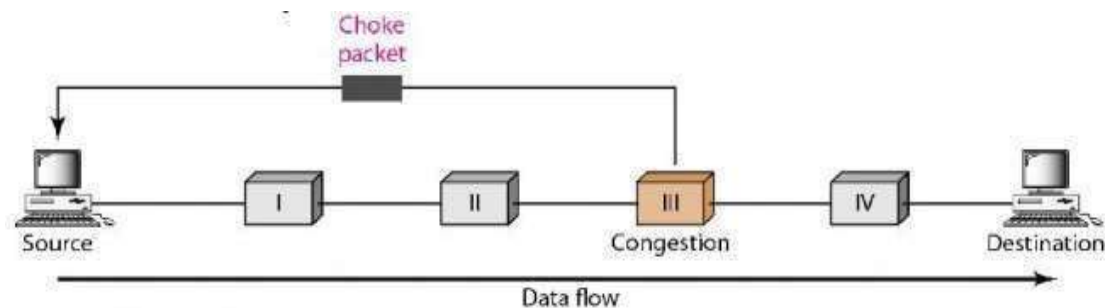 Choke
packet
I
II
III
IV
Source
Congestion
Destination
Data flow